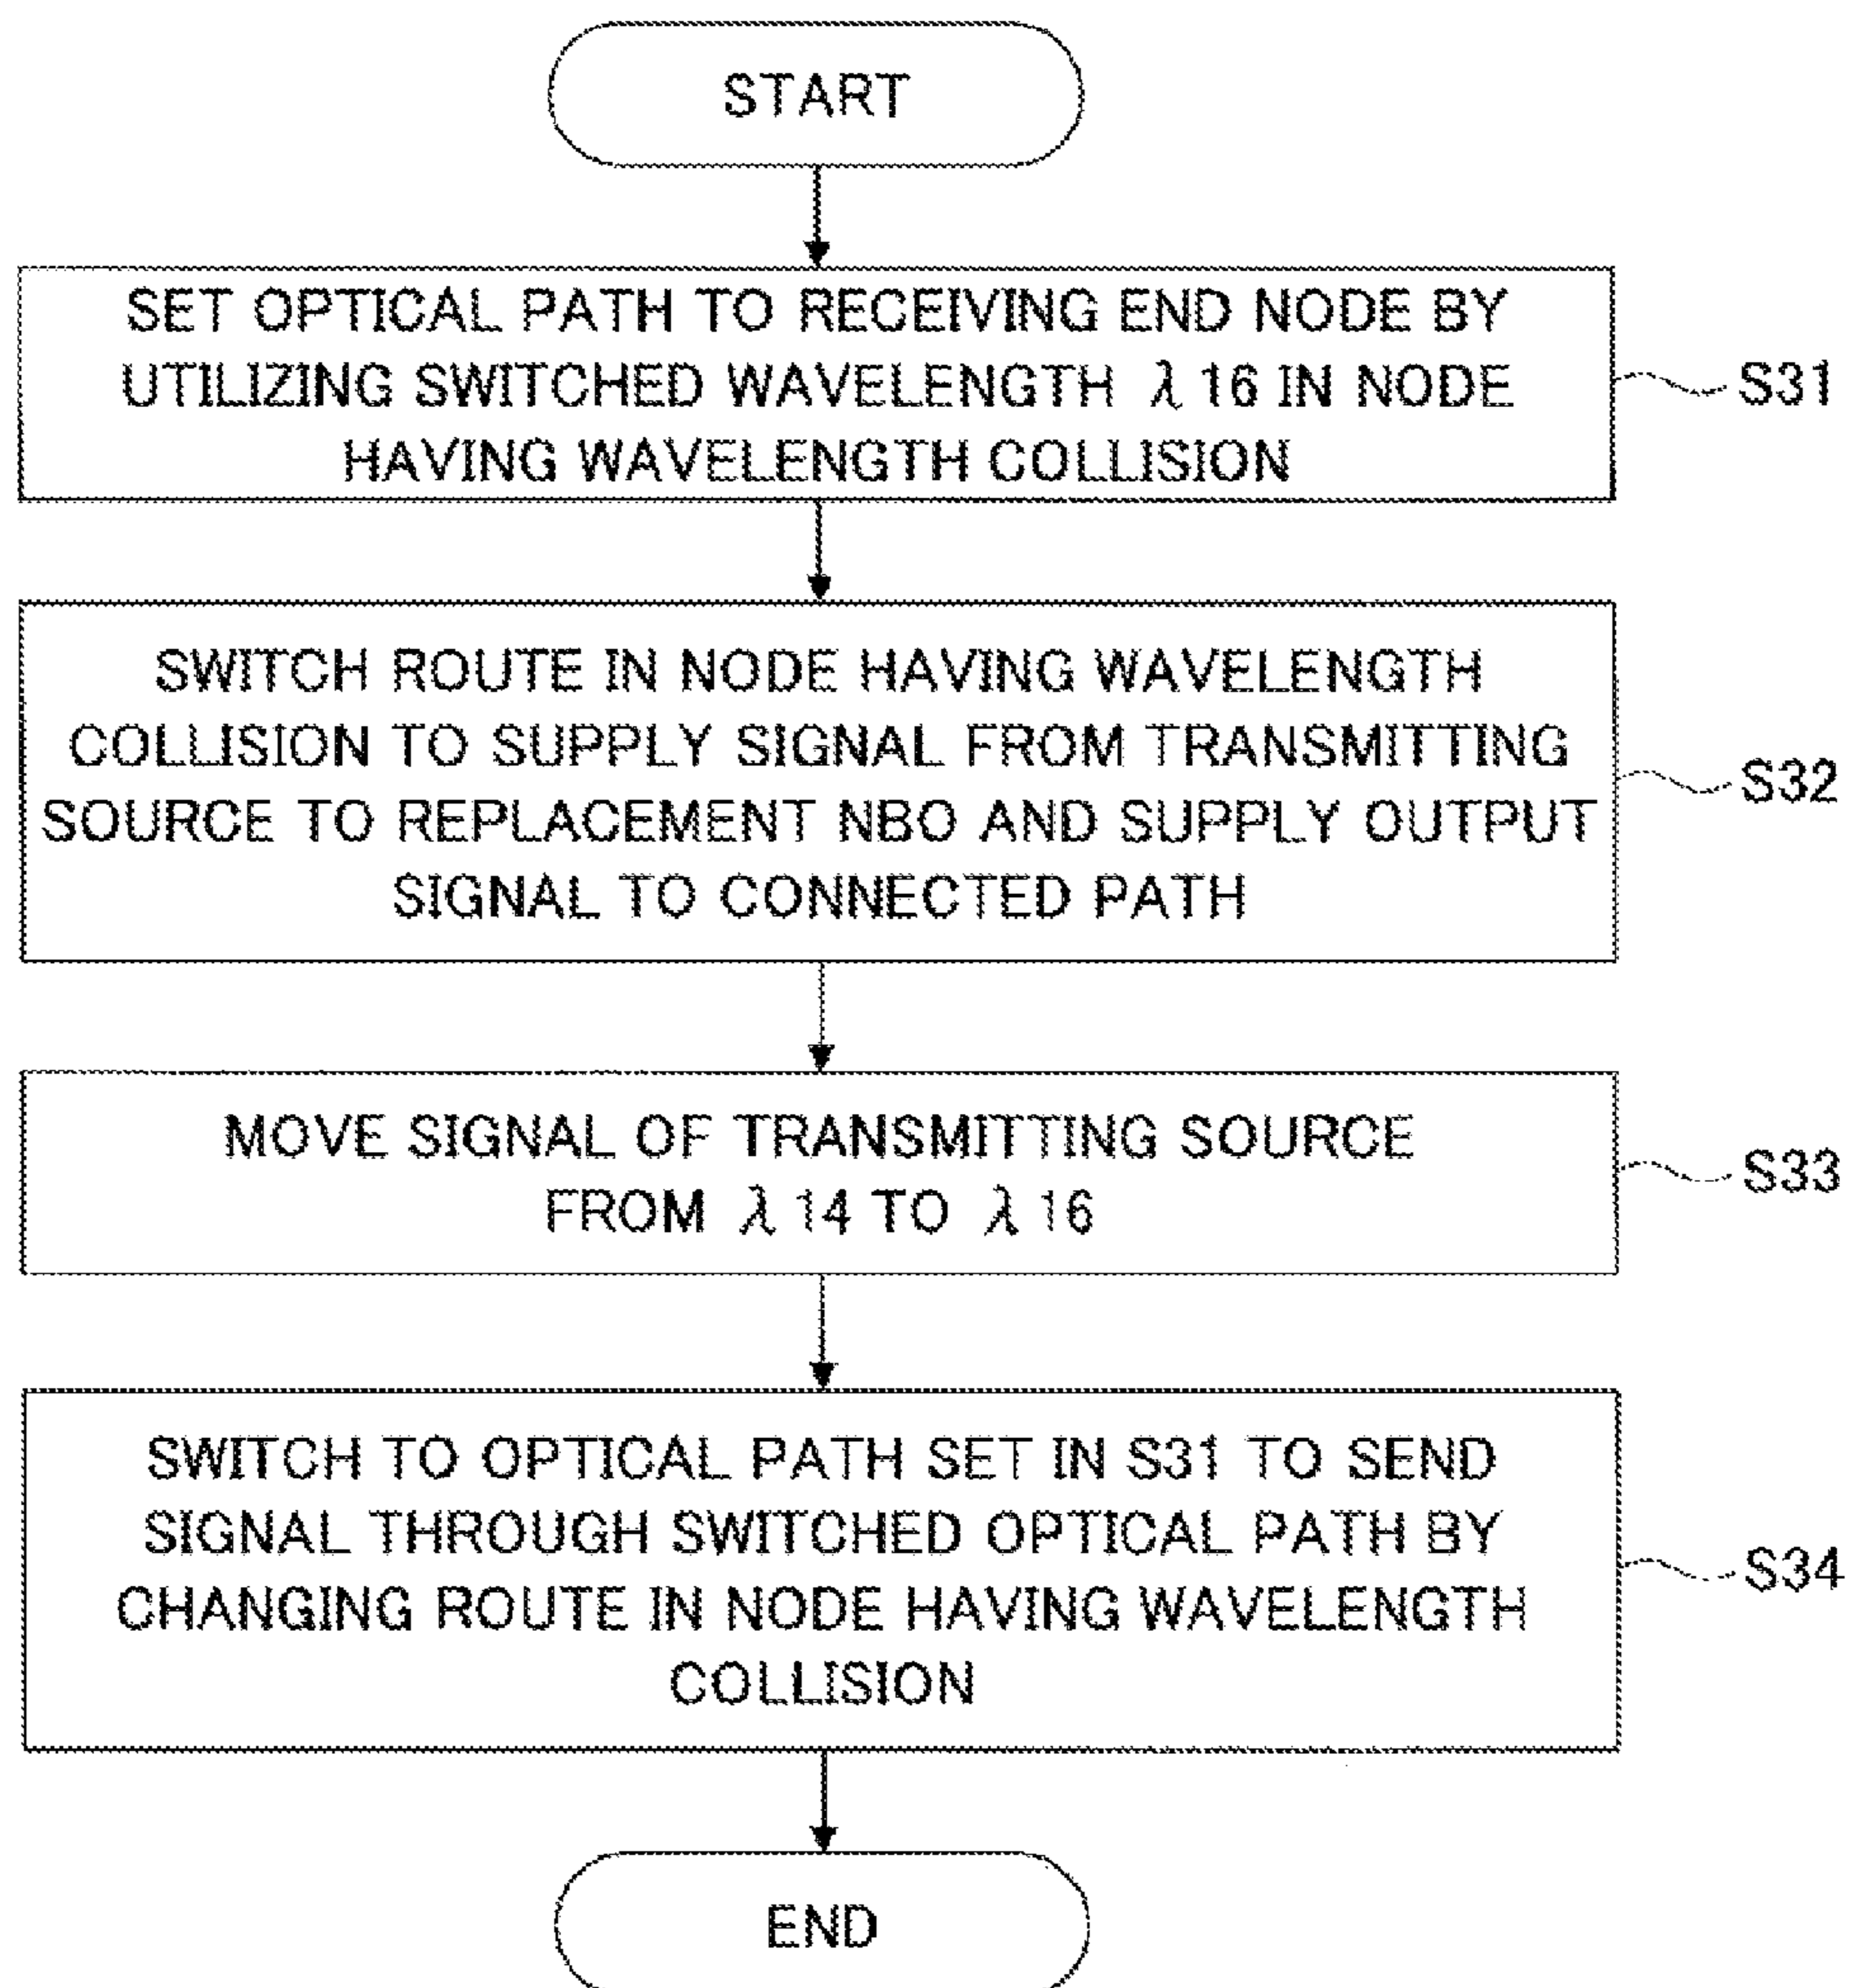 START
SET OPTICAL PATH TO RECEIVING END NODE BY
UTILIZING SWITCHED WAVELENGTH λ16 IN NODE
HAVING WAVELENGTH COLLISION
S31
SWITCH ROUTE IN NODE HAVING WAVELENGTH
COLLISION TO SUPPLY SIGNAL FROM TRANSMITTING
SOURCE TO REPLACEMENT NBO AND SUPPLY OUTPUT
SIGNAL TO CONNECTED PATH
S32
MOVE SIGNAL OF TRANSMITTING SOURCE
FROM λ14 TO λ16
S33
SWITCH TO OPTICAL PATH SET IN S31 TO SEND
SIGNAL THROUGH SWITCHED OPTICAL PATH BY
CHANGING ROUTE IN NODE HAVING WAVELENGTH
COLLISION
S34
END